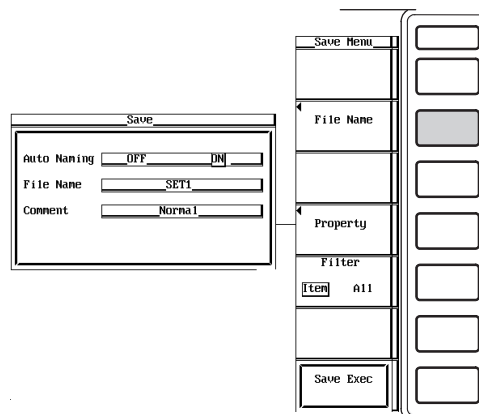 Save Menu
File Name
Property
Filter
Item All
Save Exec
Save
Auto Naming OFF ON
File Name SET1
Comment Normal